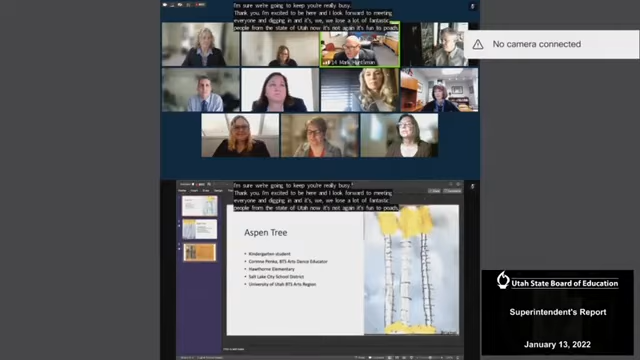 I'm sure we're going to keep you're really busy.
Thank you. I'm excited to be here and I look forward to meeting
everyone and digging in and it's, we, we lose a lot of fantastic
people from the state of Utah now it's not again it's fun to poach,
No camera connected
14 Mark Huntsman
I'm sure we're going to keep you're really busy.
Thank you. I'm excited to be here and I look forward to meeting
everyone and digging in and it's, we, we lose a lot of fantastic
people from the state of Utah now it's not again it's fun to poach,
Aspen Tree
• Kindergarten student
• Corinne Penka, BTS Arts Dance Educator
• Hawthorne Elementary
• Salt Lake City School District
• University of Utah BTS Arts Region
Utah State Board of Education
Superintendent's Report
January 13, 2022